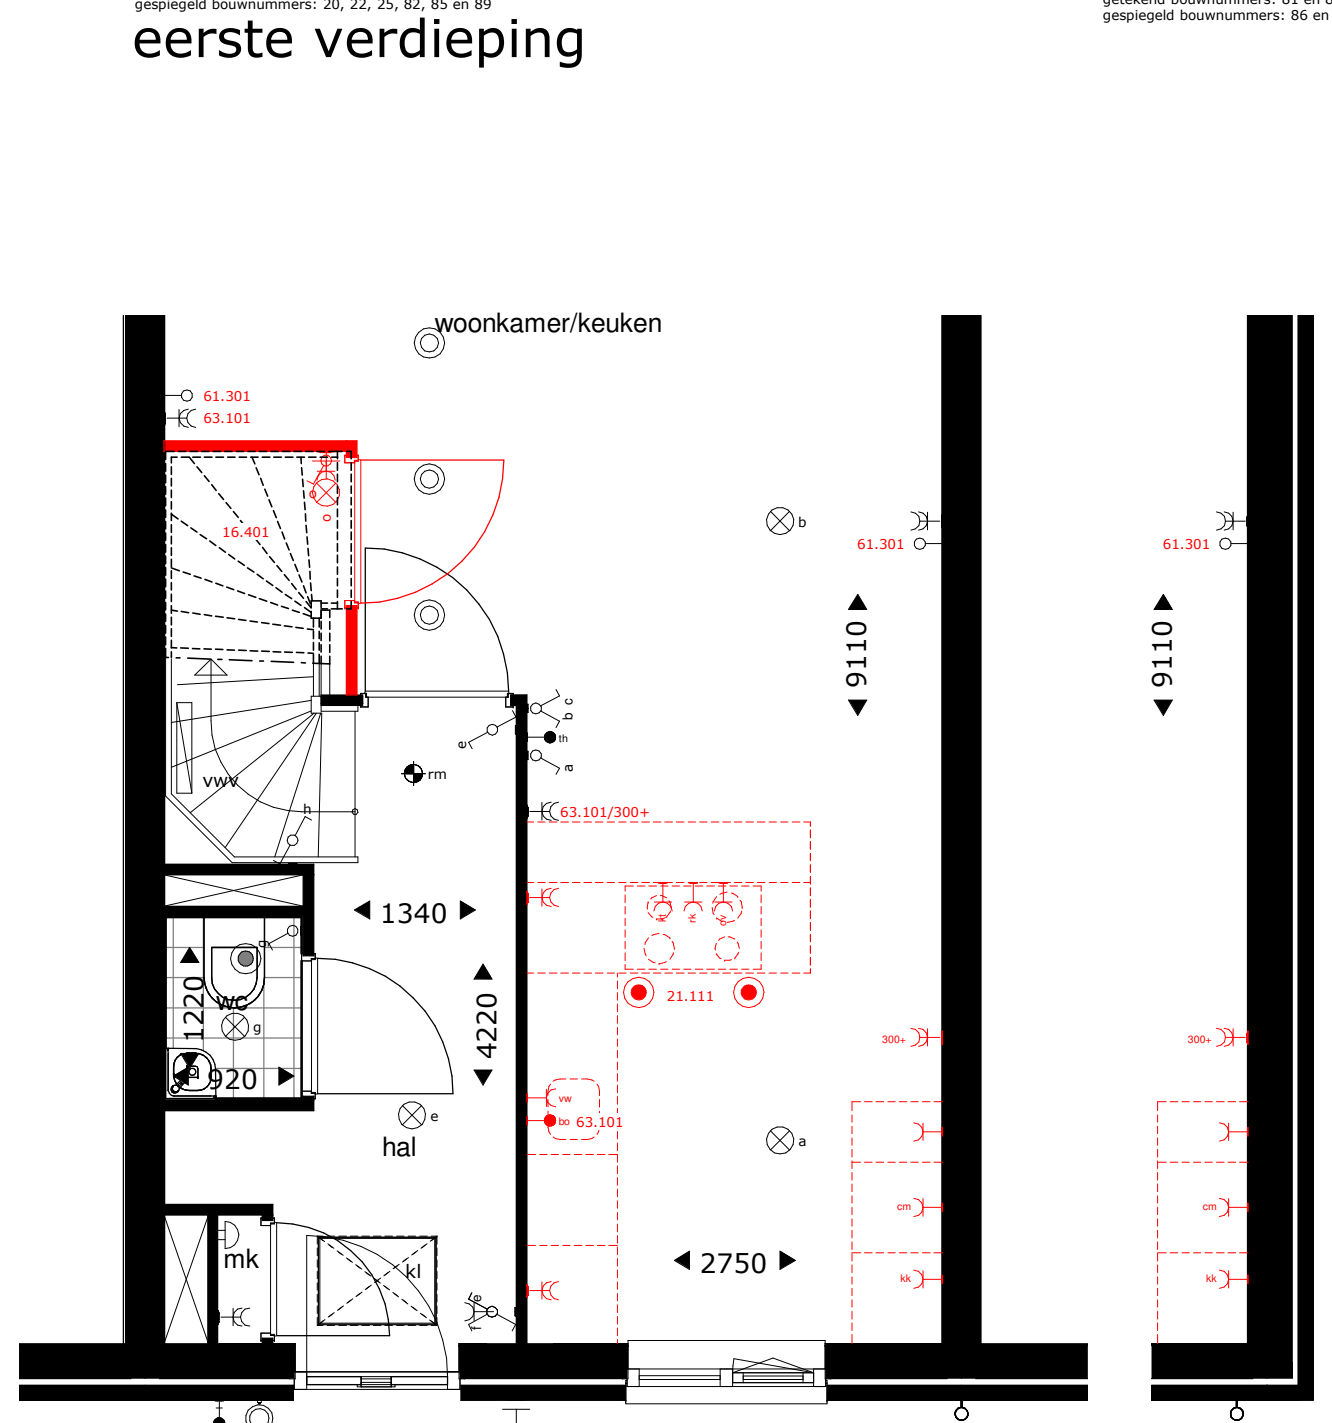 gespiegeld bouwnummers: 20, 22, 25, 82, 85 en 89
gespiegeld bouwnummers: 86 en
eerste verdieping
woonkamer/keuken
61.301
63.101
o
o
16.401
b
61.301
61.301
9110
9110
c
b
e
th
a
rm
vwv
h
63.101/300+
1340
rk
g
4220
1220
wc
g
920
21.111
300+
300+
vw
bo
63.101
e
hal
a
cm
cm
mk
kl
2750
kk
kk
e
f